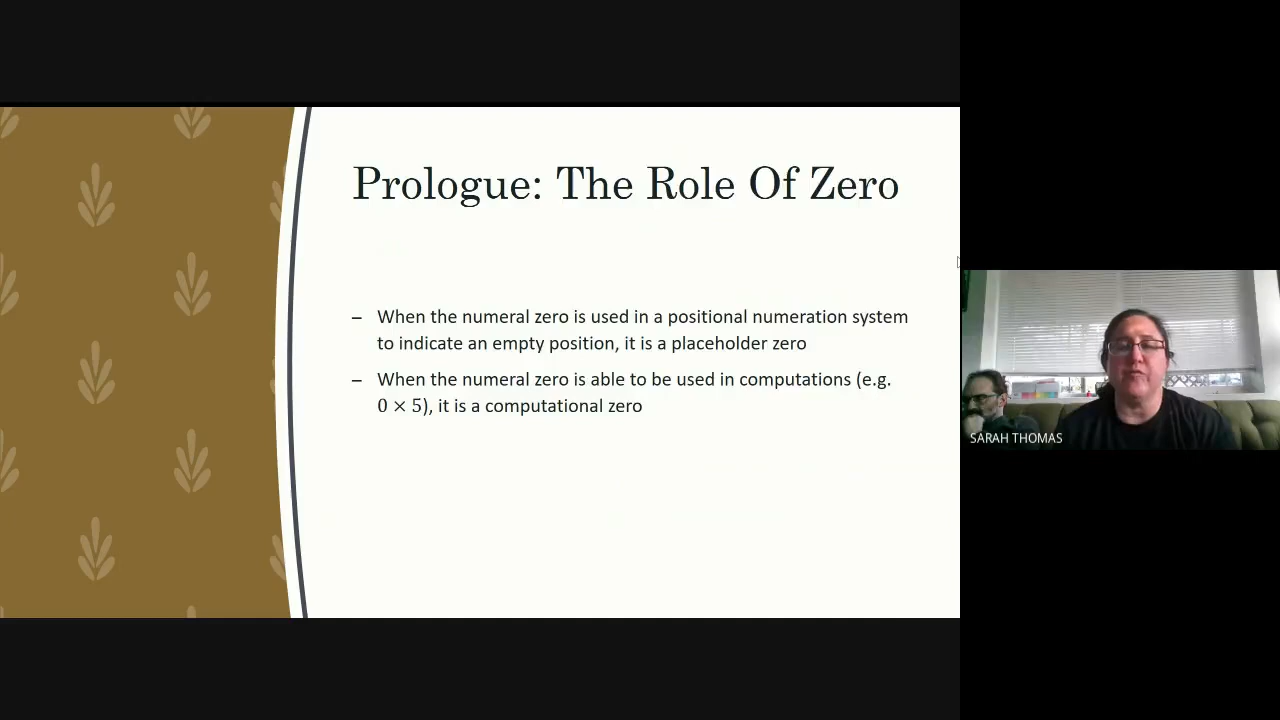 Prologue: The Role Of Zero
– When the numeral zero is used in a positional numeration system
to indicate an empty position, it is a placeholder zero
– When the numeral zero is able to be used in computations (e.g.
0 × 5), it is a computational zero
SARAH THOMAS